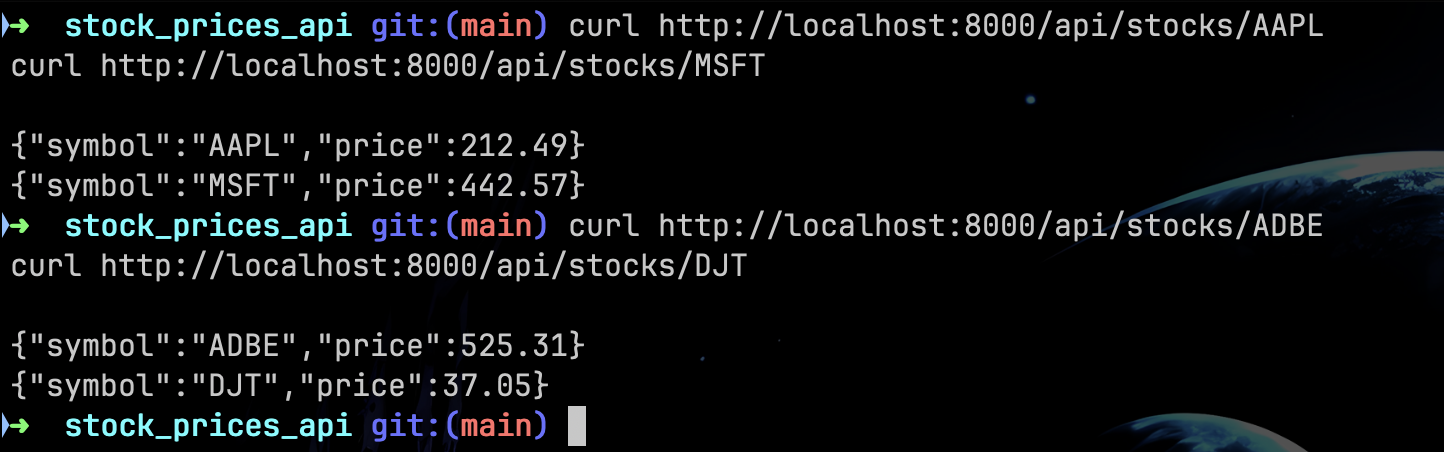 ➜ stock_prices_api git:(main) curl http://localhost:8000/api/stocks/AAPL
curl http://localhost:8000/api/stocks/MSFT
{"symbol":"AAPL","price":212.49}
{"symbol":"MSFT","price":442.57}
➜ stock_prices_api git:(main) curl http://localhost:8000/api/stocks/ADBE
curl http://localhost:8000/api/stocks/DJT
{"symbol":"ADBE","price":525.31}
{"symbol":"DJT","price":37.05}
➜ stock_prices_api git:(main)